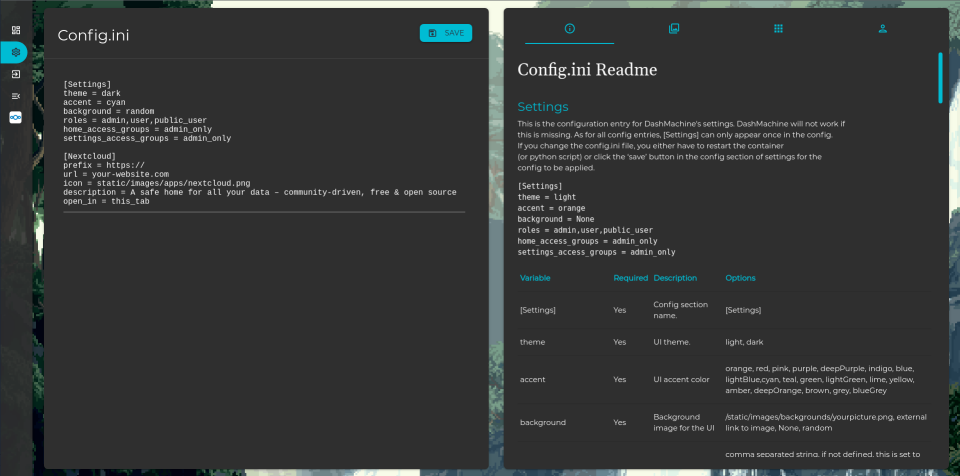 Config.ini
SAVE
[Settings]
theme = dark
accent = cyan
background = random
roles = admin,user,public_user
home_access_groups = admin_only
settings_access_groups = admin_only
[Nextcloud]
prefix = https://
url = your-website.com
icon = static/images/apps/nextcloud.png
description = A safe home for all your data – community-driven, free & open source
open_in = this_tab
Config.ini Readme
Settings
This is the configuration entry for DashMachine's settings. DashMachine will not work if
this is missing. As for all config entries, [Settings] can only appear once in the config.
If you change the config.ini file, you either have to restart the container
(or python script) or click the 'save' button in the config section of settings for the
config to be applied.
[Settings]
theme = light
accent = orange
background = None
roles = admin,user,public_user
home_access_groups = admin_only
settings_access_groups = admin_only
Variable Required Description Options
[Settings] Yes Config section name. [Settings]
theme Yes UI theme. light, dark
orange, red, pink, purple, deepPurple, indigo, blue,
accent Yes UI accent color lightBlue,cyan, teal, green, lightGreen, lime, yellow,
amber, deepOrange, brown, grey, blueGrey
Background /static/images/backgrounds/yourpicture.png, external
background Yes image for the UI link to image, None, random
comma separated string. if not defined. this is set to